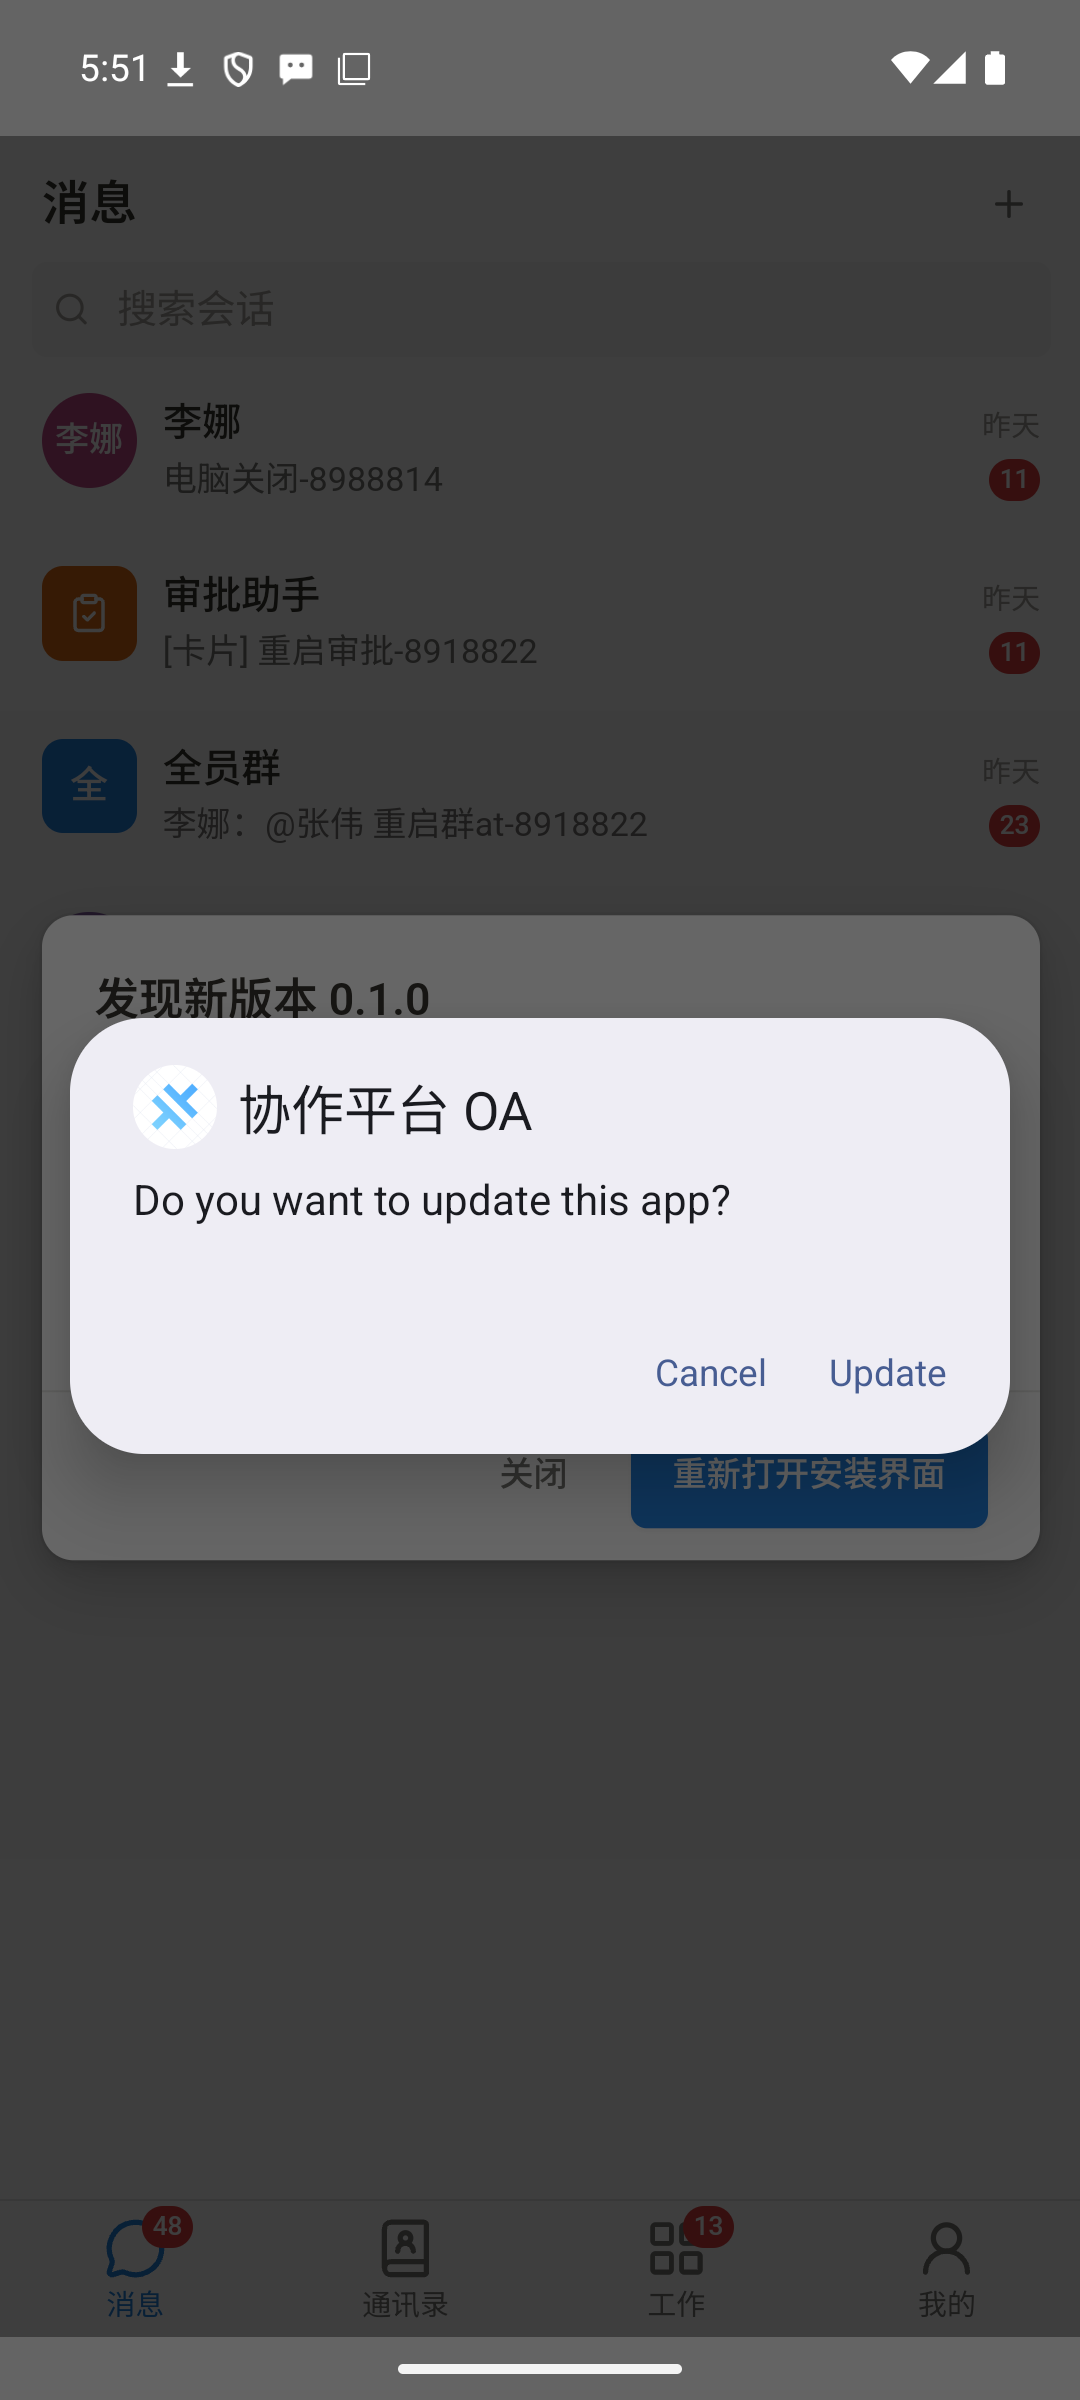 5:51
消息
搜索会话
李娜
李娜
昨天
电脑关闭-8988814
11
审批助手
昨天
[卡片] 重启审批-8918822
11
全
全员群
昨天
李娜：@张伟 重启群at-8918822
23
发现新版本 0.1.0
协作平台 OA
Do you want to update this app?
Cancel
Update
关闭
重新打开安装界面
48
13
消息
通讯录
工作
我的